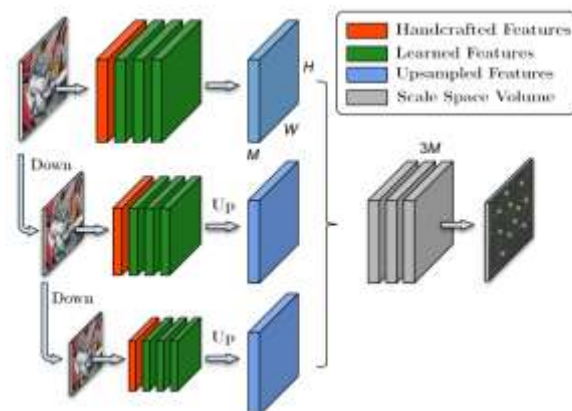 Handcrafted Features
Learned Features
Upsampled Features
Scale Space Volume
H
W
M
Down
Up
3M
Down
Up